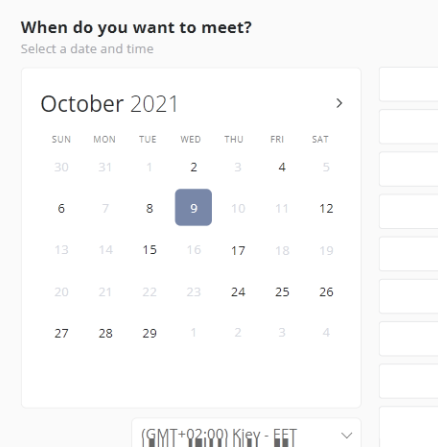 When do you want to meet?
Select a date and time
October 2021
SUN MON TUE WED THU FRI SAT
30 31 1 2 3 4 5
6 7 8 9 10 11 12
13 14 15 16 17 18 19
20 21 22 23 24 25 26
27 28 29 1 2 3 4
(GMT+02:00) Kiev - EET